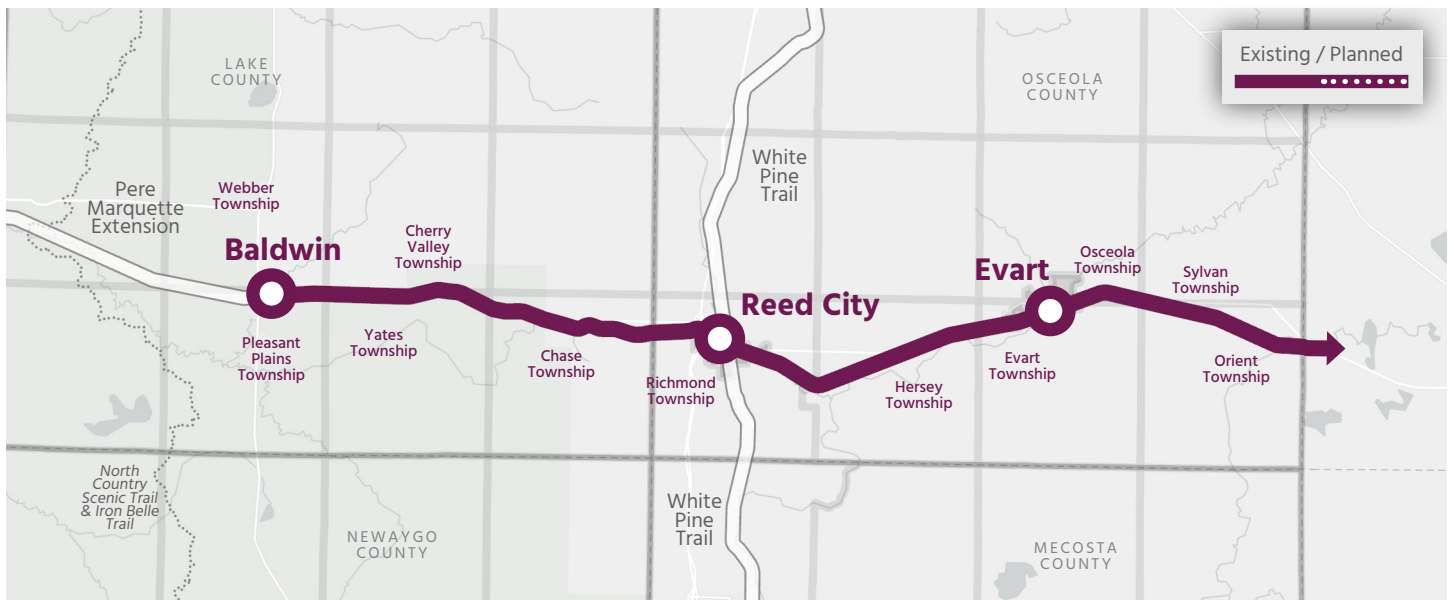 LAKE
COUNTY
OSCEOLA
COUNTY
Existing / Planned
White
Pine
Trail
Pere
Marquette
Extension
Webber
Township
Baldwin
Cherry
Valley
Township
Reed City
Evart
Osceola
Township
Sylvan
Township
Pleasant
Plains
Township
Yates
Township
Chase
Township
Richmond
Township
Hersey
Township
Evart
Township
Orient
Township
North
Country
Scenic Trail
& Iron Belle
Trail
NEWAYGO
COUNTY
White
Pine
Trail
MECOSTA
COUNTY